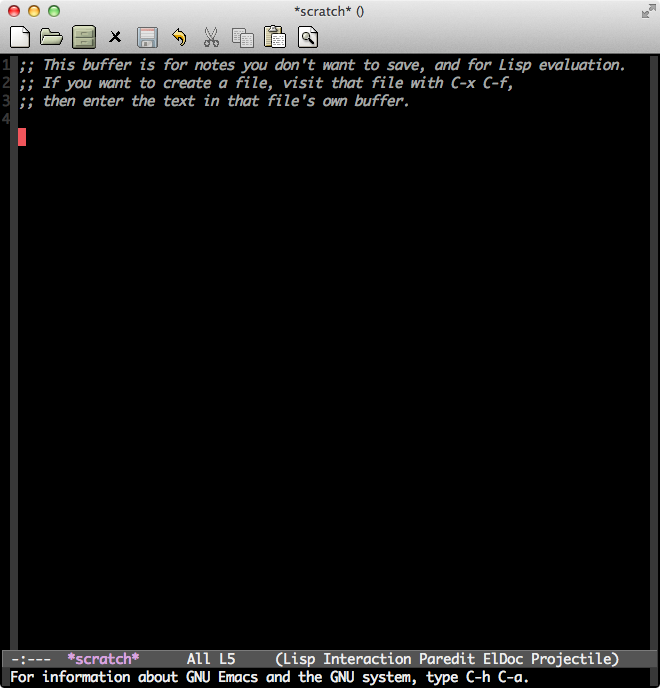 *scratch* ()
1 ;; This buffer is for notes you don't want to save, and for Lisp evaluation.
2 ;; If you want to create a file, visit that file with C-x C-f,
3 ;; then enter the text in that file's own buffer.
4
-:--- *scratch* All L5 (Lisp Interaction Paredit ElDoc Projectile)
For information about GNU Emacs and the GNU system, type C-h C-a.